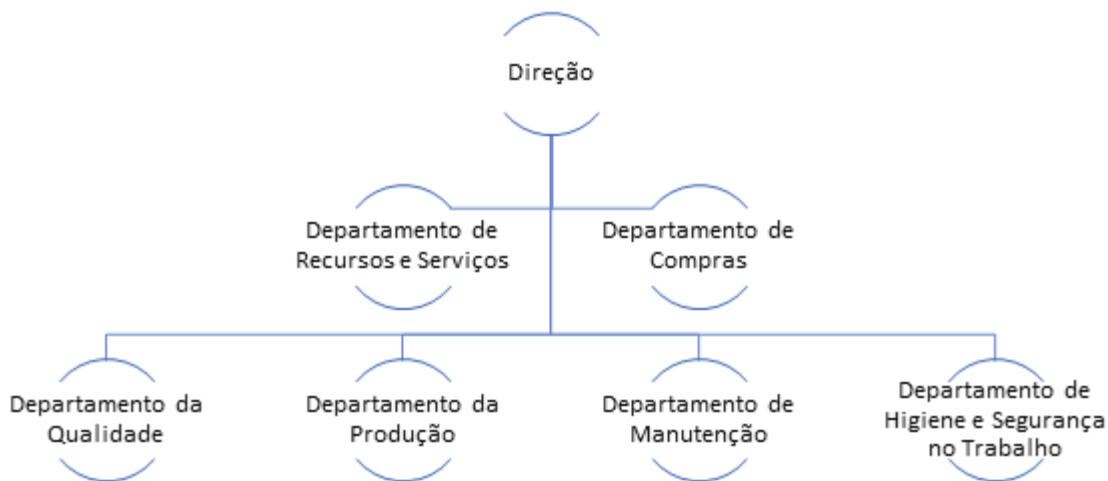 Direção
Departamento de
Recursos e Serviços
Departamento de
Compras
Departamento da
Qualidade
Departamento da
Produção
Departamento de
Manutenção
Departamento de
Higiene e Segurança
no Trabalho